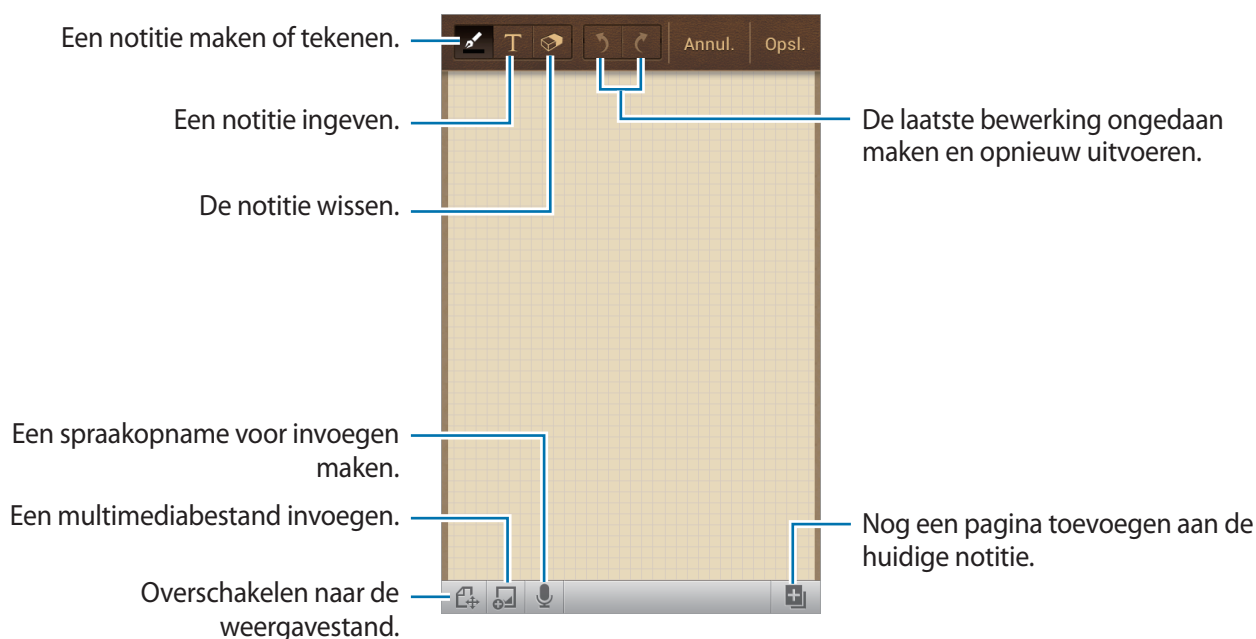 Een notitie maken of tekenen.
T
Annul.
Opsl.
Een notitie ingeven.
De laatste bewerking ongedaan
maken en opnieuw uitvoeren.
De notitie wissen.
Een spraakopname voor invoegen
maken.
Een multimediabestand invoegen.
Nog een pagina toevoegen aan de
huidige notitie.
Overschakelen naar de
weergavestand.